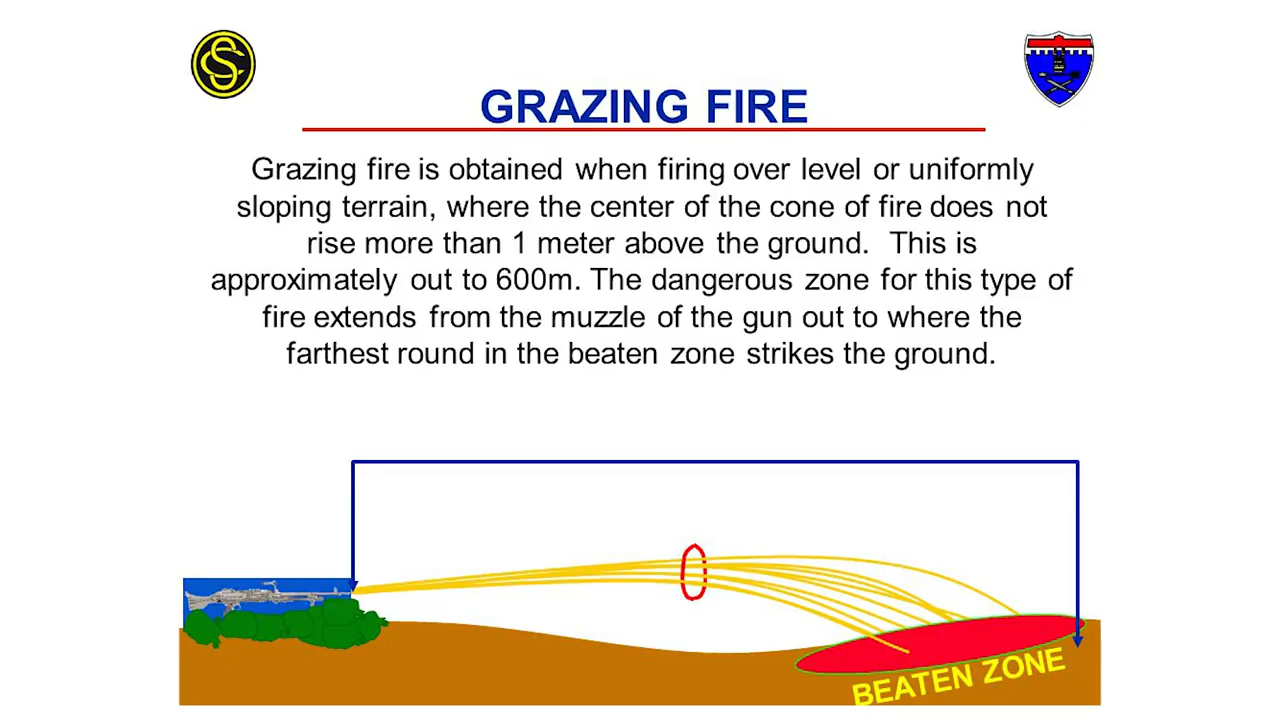 GRAZING FIRE
Grazing fire is obtained when firing over level or uniformly
sloping terrain, where the center of the cone of fire does not
rise more than 1 meter above the ground. This is
approximately out to 600m. The dangerous zone for this type of
fire extends from the muzzle of the gun out to where the
farthest round in the beaten zone strikes the ground.
BEATEN ZONE